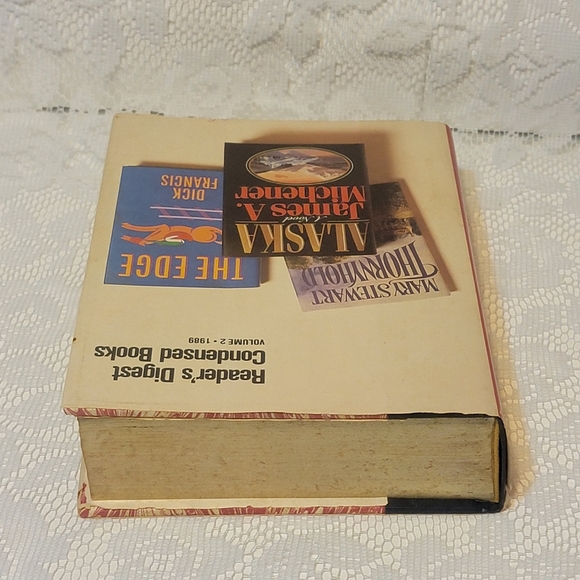 Reader's Digest
Condensed Books
VOLUME 2 • 1989
MARY STEWART
THORNYHOLD
ALASKA
A Novel
James A.
Michener
THE EDGE
DICK
FRANCIS